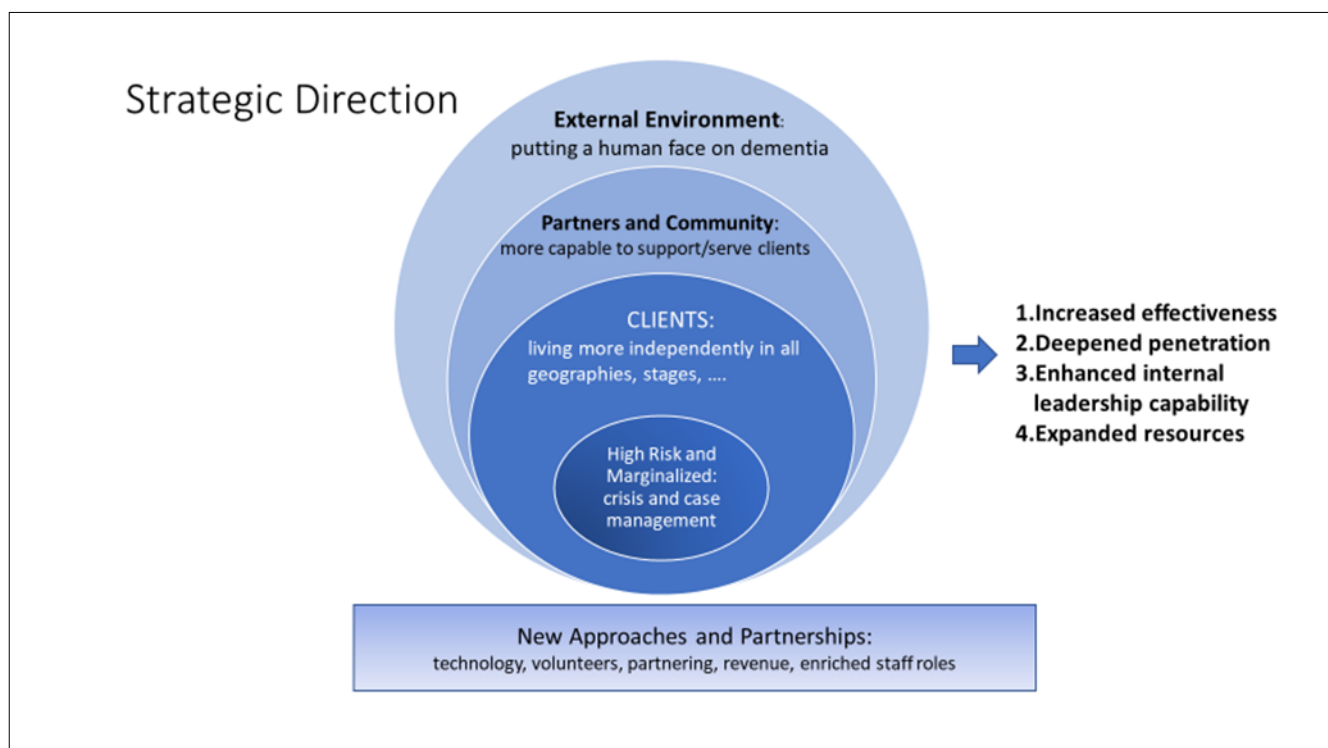 Strategic Direction
External Environment:
putting a human face on dementia
Partners and Community:
more capable to support/serve clients
CLIENTS:
living more independently in all
geographies, stages, ....
High Risk and
Marginalized:
crisis and case
management
1.Increased effectiveness
2.Deepened penetration
3.Enhanced internal
leadership capability
4.Expanded resources
New Approaches and Partnerships:
technology, volunteers, partnering, revenue, enriched staff roles